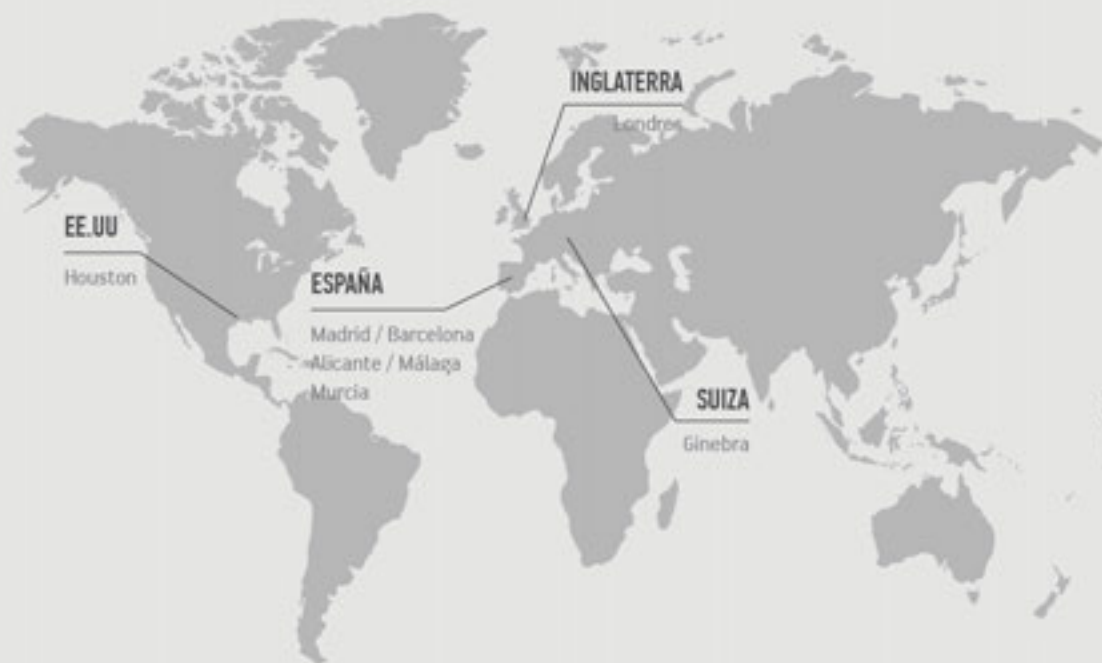 INGLATERRA
Londres
EE.UU
Houston
ESPAÑA
Madrid / Barcelona
Alicante / Málaga
Murcia
SUIZA
Ginebra